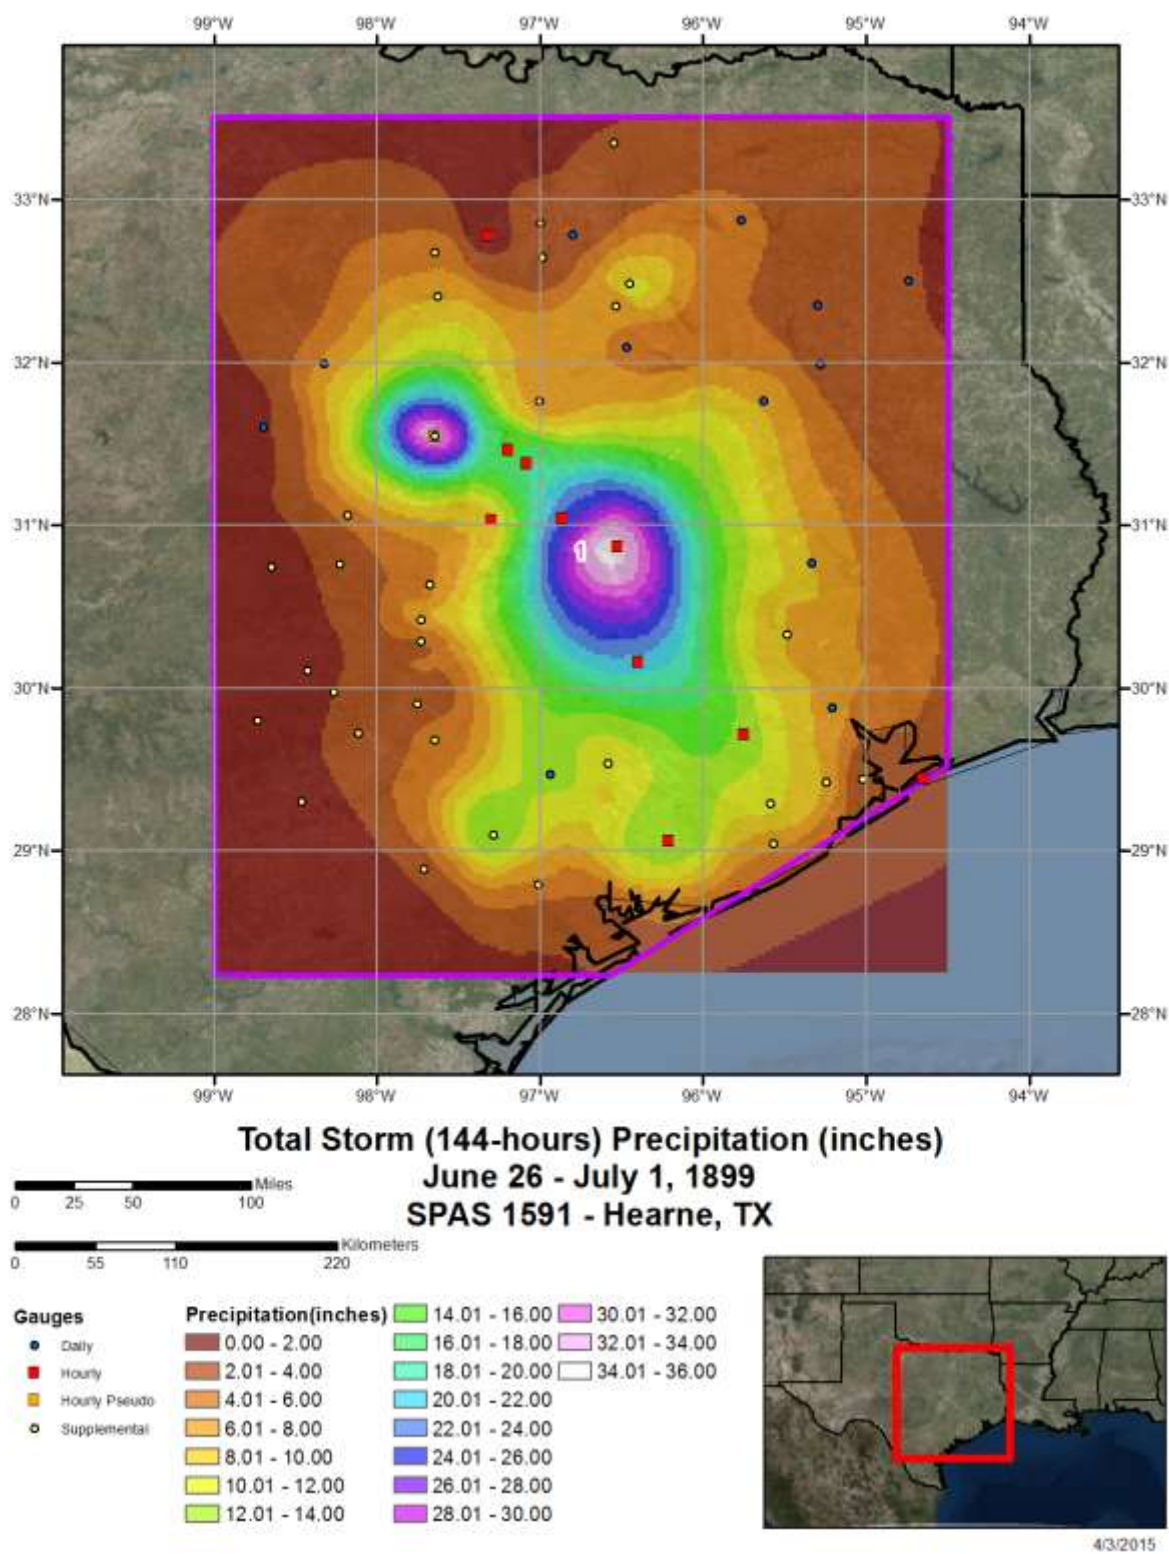 99°W 98°W 97°W 96°W 95°W 94°W
33°N 33°N
32°N 32°N
31°N 31°N
1
30°N 30°N
29°N 29°N
28°N 28°N
99°W 98°W 97°W 96°W 95°W 94°W
Total Storm (144-hours) Precipitation (inches)
June 26 - July 1, 1899
SPAS 1591 - Hearne, TX
Miles
0 25 50 100
Kilometers
0 55 110 220
Gauges
Daily
Hourly
Hourly Pseudo
Supplemental
Precipitation(inches)
0.00 - 2.00
2.01 - 4.00
4.01 - 6.00
6.01 - 8.00
8.01 - 10.00
10.01 - 12.00
12.01 - 14.00
14.01 - 16.00
16.01 - 18.00
18.01 - 20.00
20.01 - 22.00
22.01 - 24.00
24.01 - 26.00
26.01 - 28.00
28.01 - 30.00
30.01 - 32.00
32.01 - 34.00
34.01 - 36.00
4/3/2015